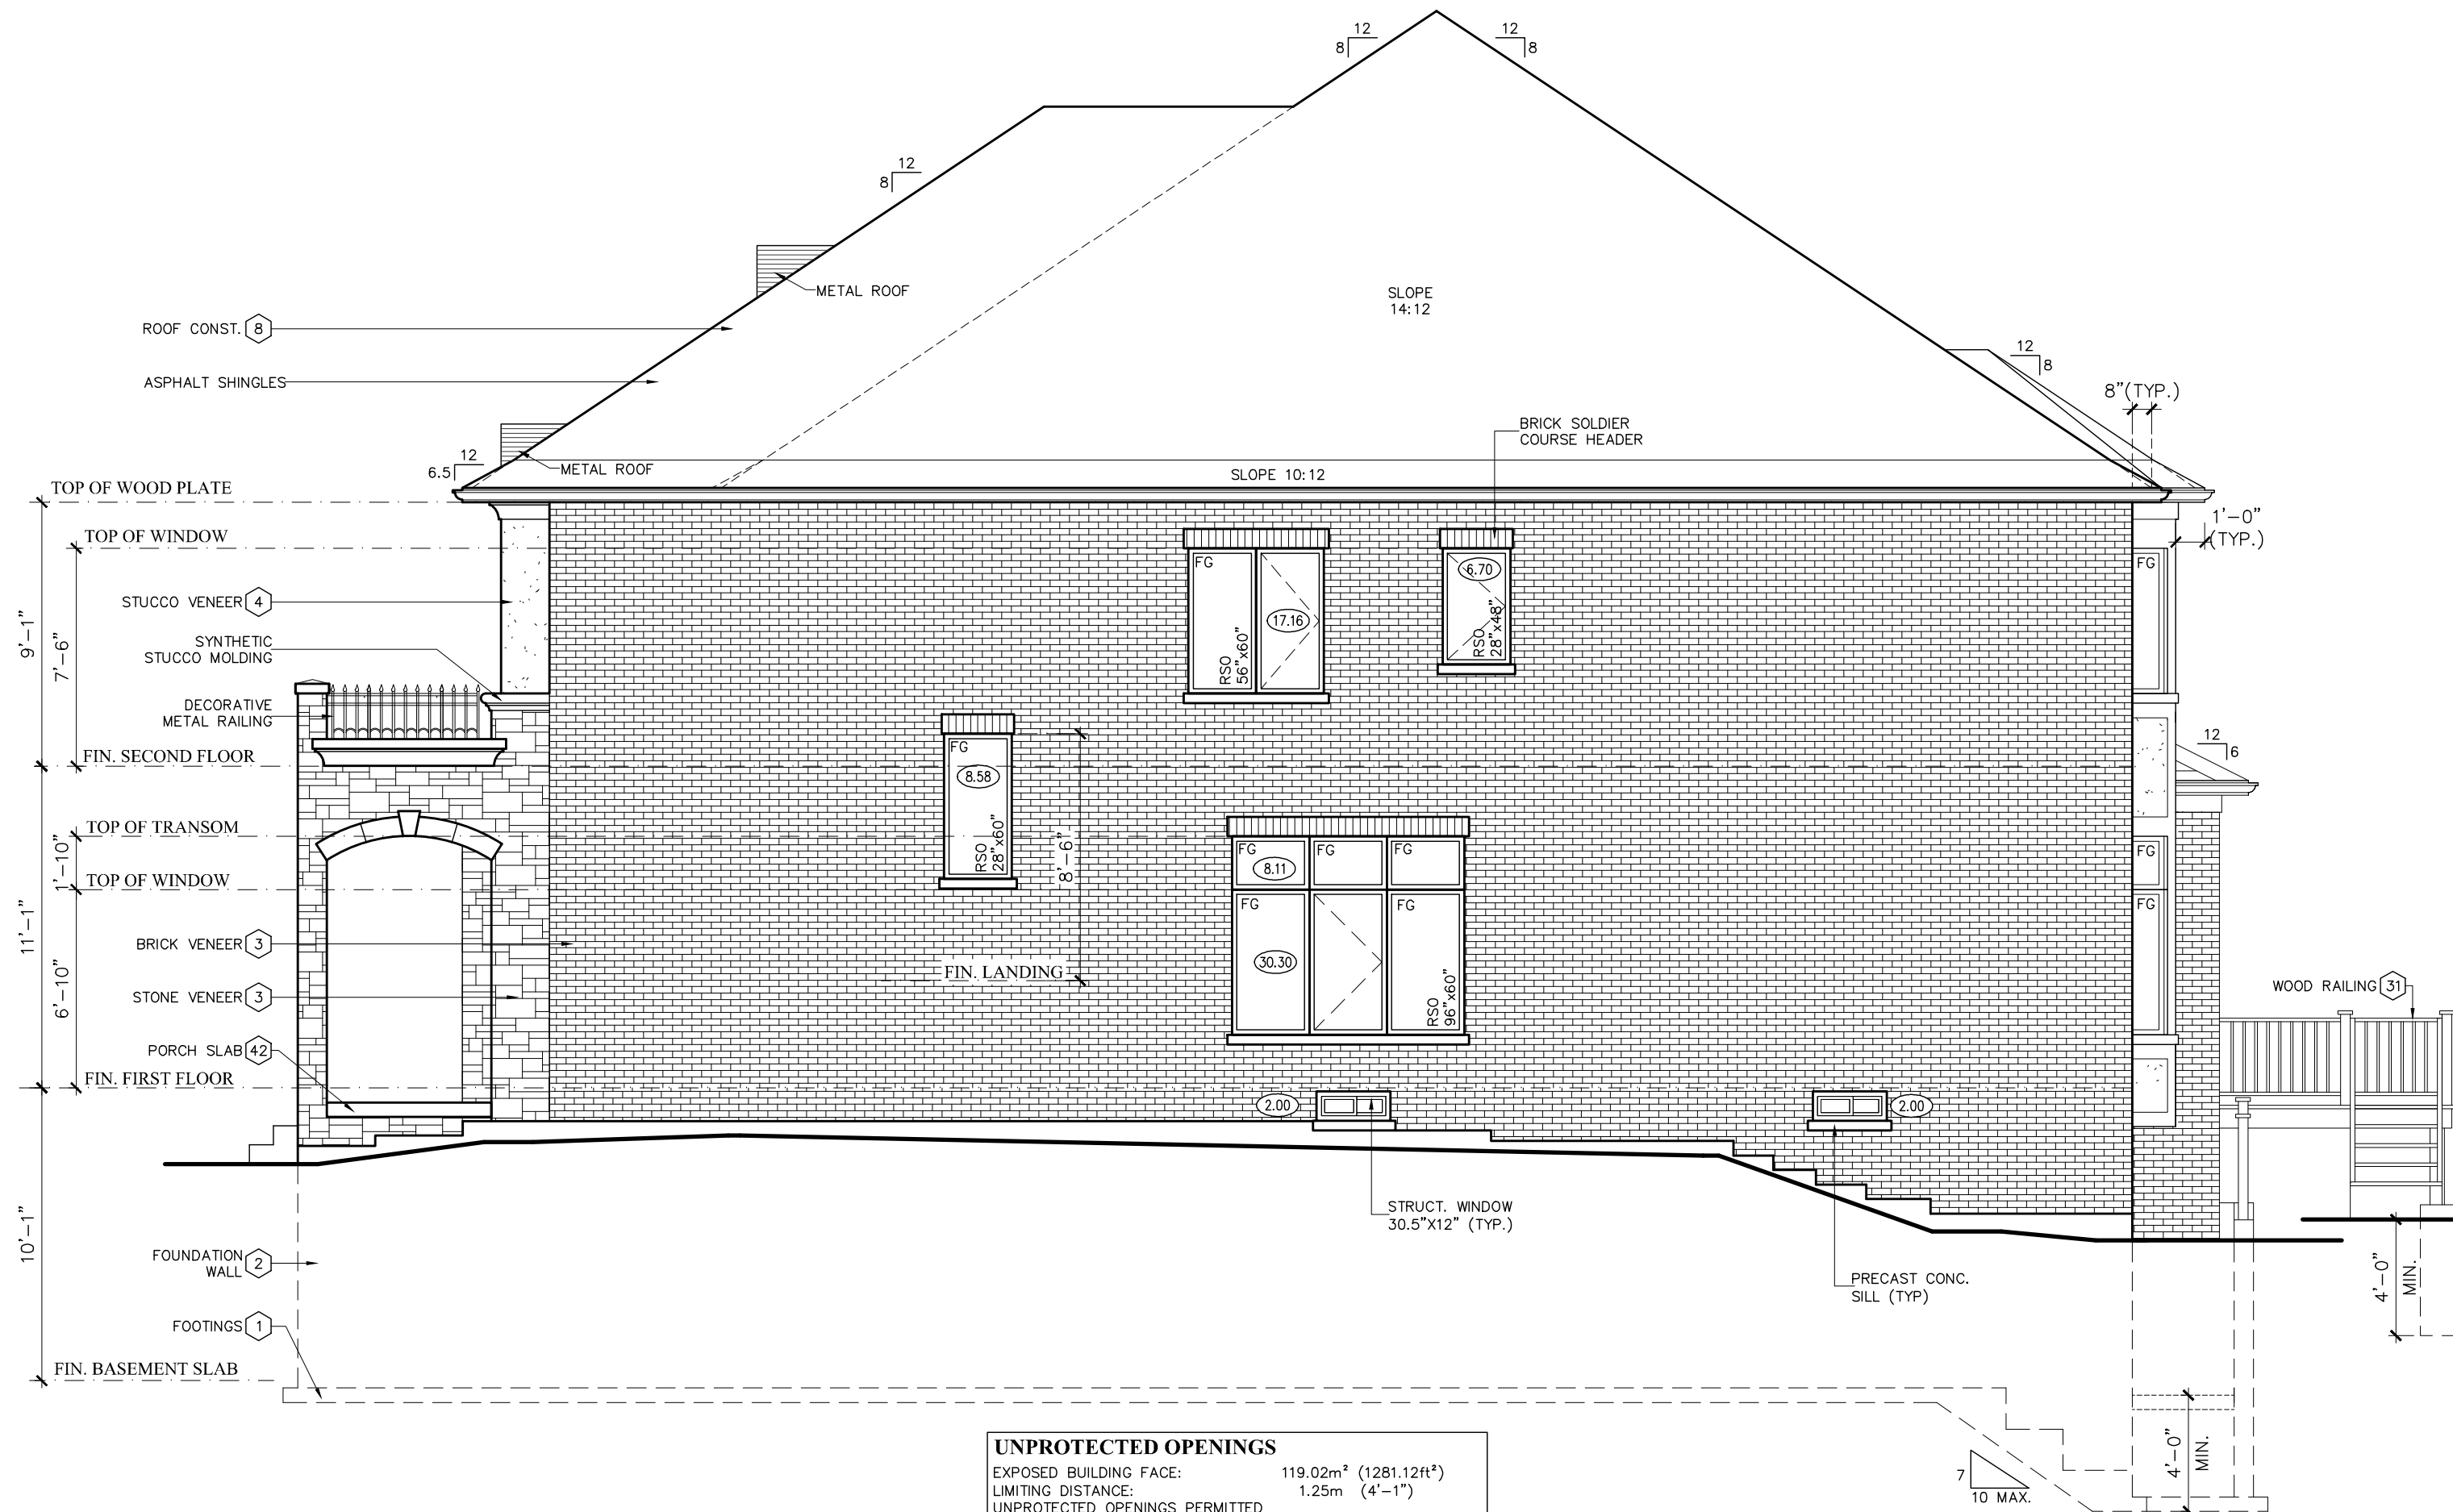 12
8
12
8
12
8
METAL ROOF
SLOPE
14:12
ROOF CONST. 8
ASPHALT SHINGLES
12
8
8"(TYP.)
BRICK SOLDIER
COURSE HEADER
12
6.5
METAL ROOF
SLOPE 10:12
TOP OF WOOD PLATE
1'-0"
(TYP.)
TOP OF WINDOW
FG
6.70
RSO
28"x48"
FG
STUCCO VENEER 4
17.16
RSO
56"x60"
9'-1"
7'-6"
SYNTHETIC
STUCCO MOLDING
DECORATIVE
METAL RAILING
FIN. SECOND FLOOR
FG
8.58
RSO
28"x60"
8'-6"
12
6
TOP OF TRANSOM
1'-10"
FG
FG
FG
8.11
FG
TOP OF WINDOW
FG
FG
FG
11'-1"
6'-10"
BRICK VENEER 3
30.30
RSO
96"x60"
FIN. LANDING
STONE VENEER 3
WOOD RAILING 31
PORCH SLAB 42
FIN. FIRST FLOOR
2.00
2.00
STRUCT. WINDOW
30.5"X12" (TYP.)
10'-1"
FOUNDATION
WALL 2
PRECAST CONC.
SILL (TYP)
4'-0"
MIN.
FOOTINGS 1
FIN. BASEMENT SLAB
4'-0"
MIN.
7
10 MAX.
UNPROTECTED OPENINGS
EXPOSED BUILDING FACE: 119.02m² (1281.12ft²)
LIMITING DISTANCE: 1.25m (4'-1")
UNPROTECTED OPENINGS PERMITTED